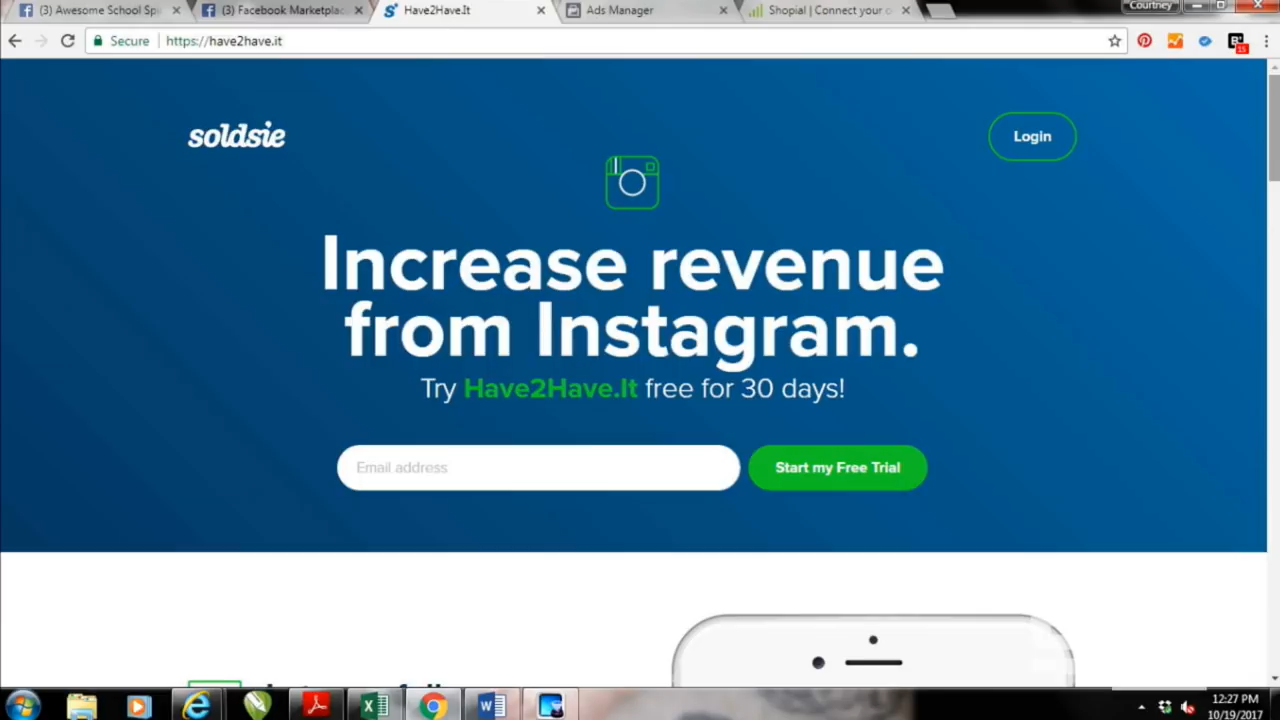 (3) Awesome School Sp
(3) Facebook Marketpla
Have2Have.It
Ads Manager
Shopial | Connect your o
Courtney
Secure
https://have2have.it
15
soldsie
Login
Increase revenue
from Instagram.
Try Have2Have.It free for 30 days!
Email address
Start my Free Trial
12:27 PM
10/19/2017